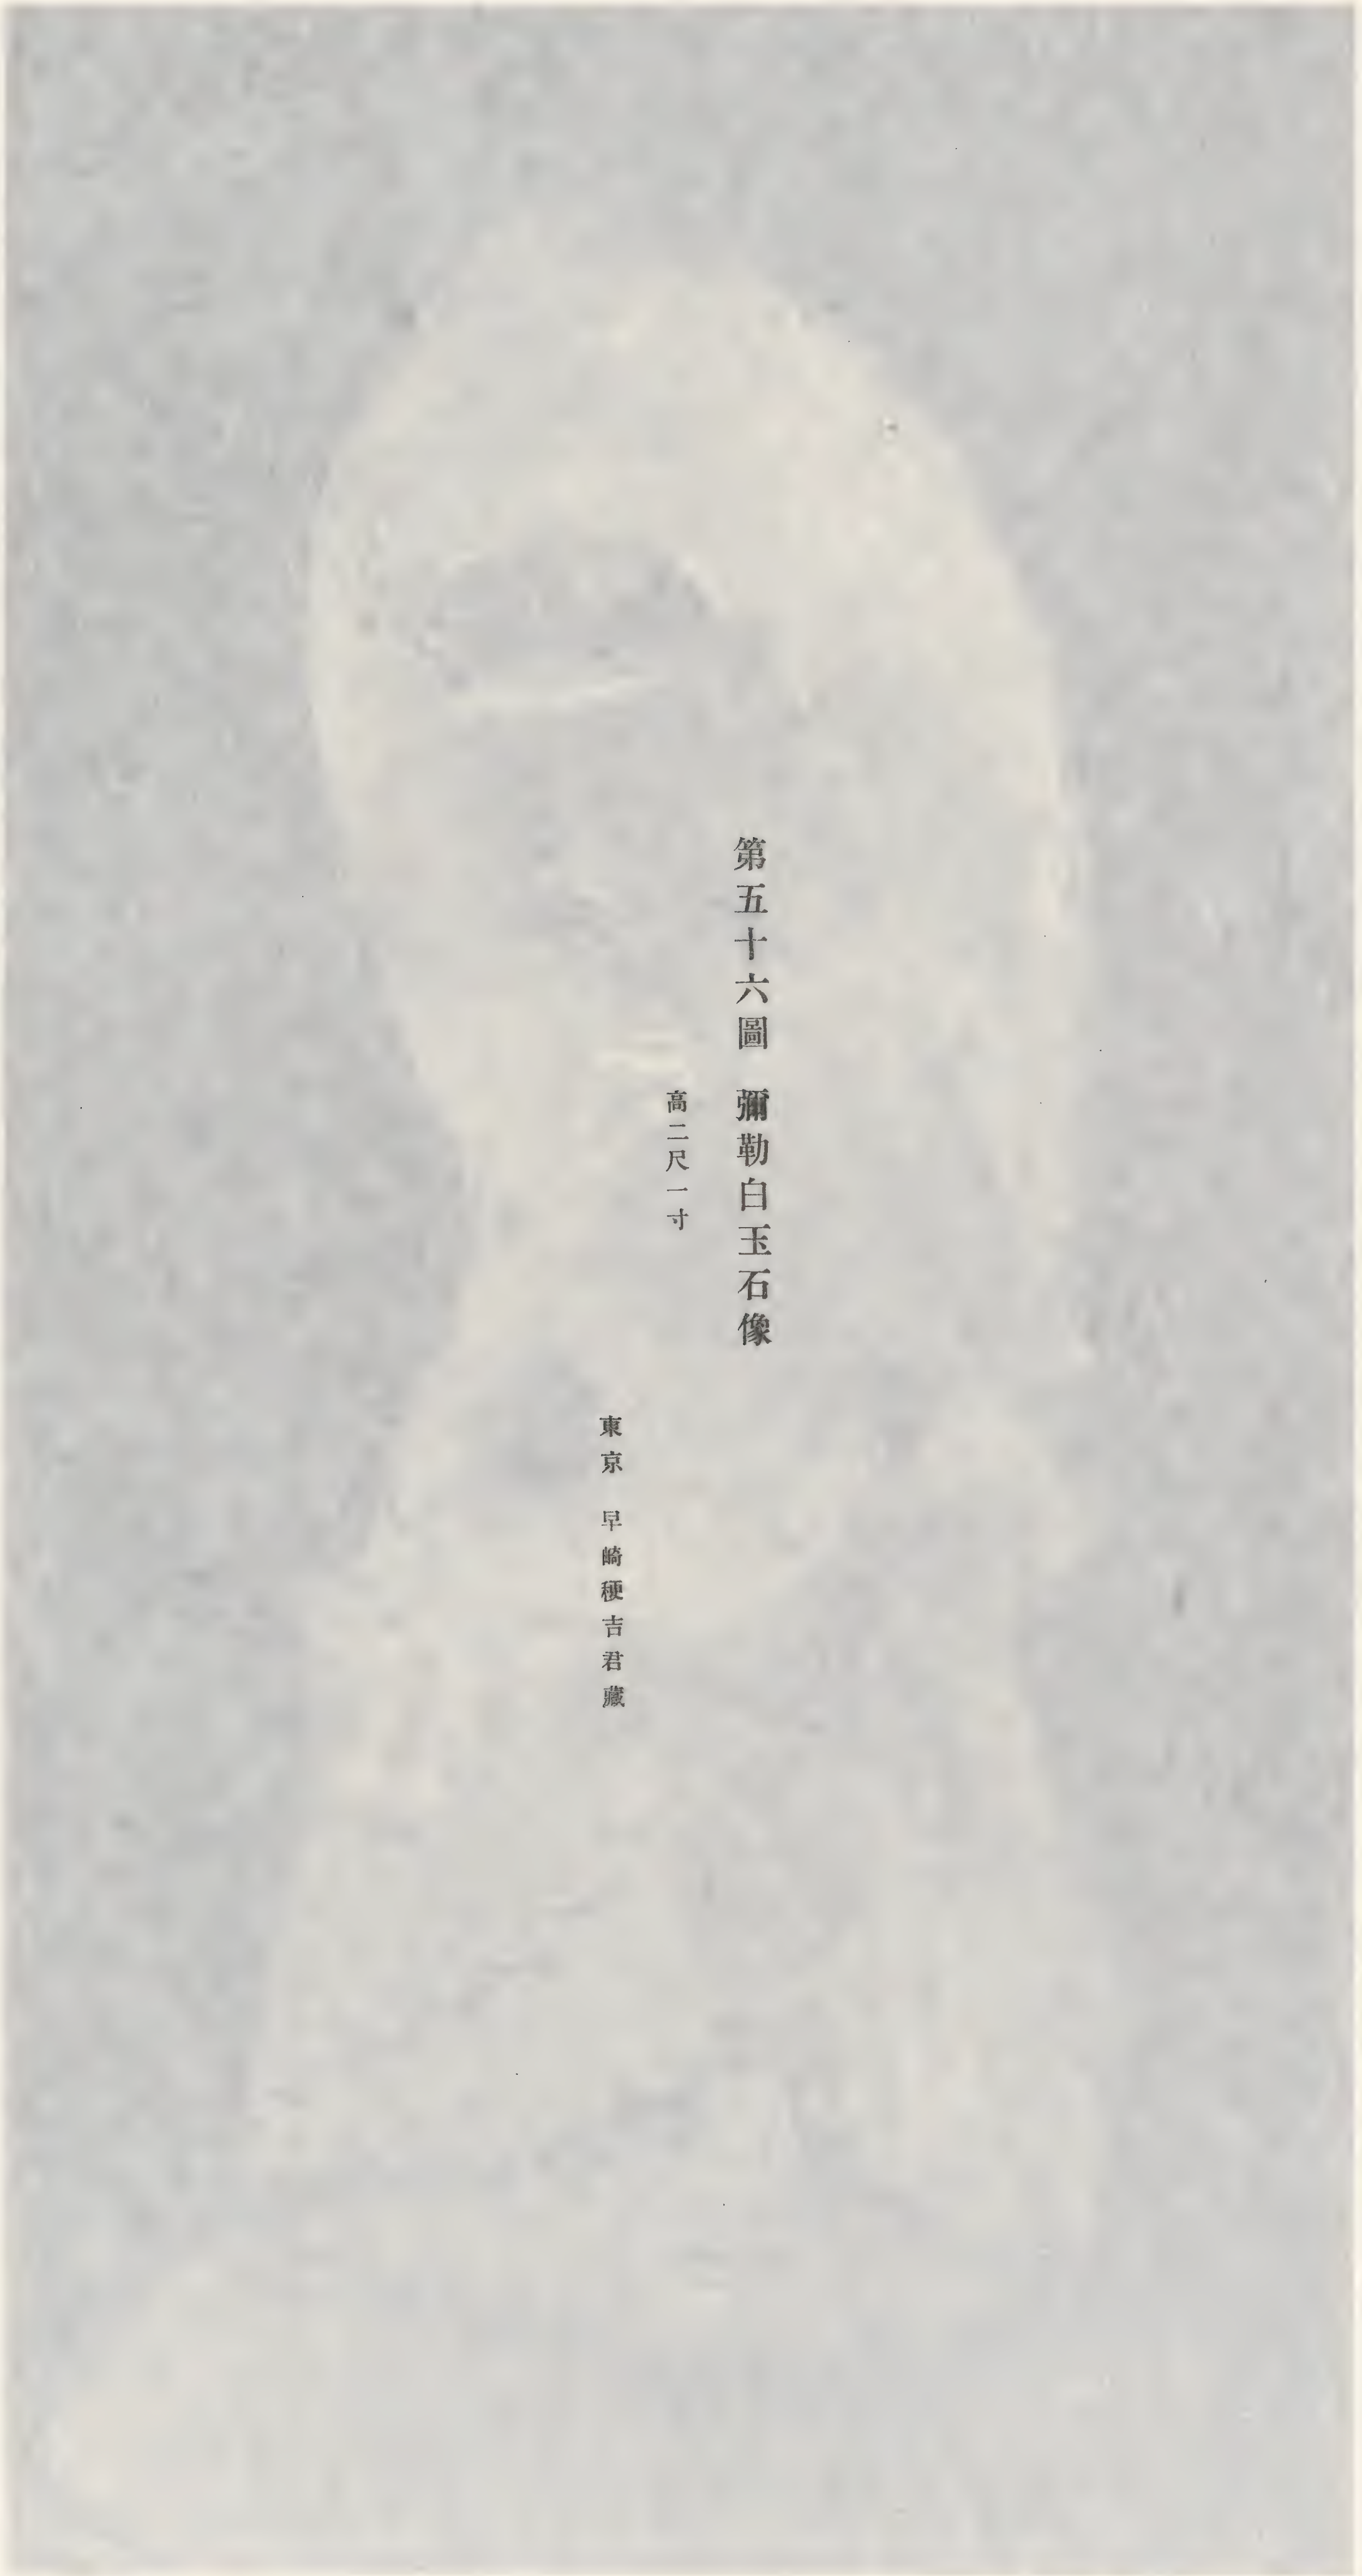 第五十六圖 彌勒白玉石像
高二尺一寸
東京 早崎稉吉君藏